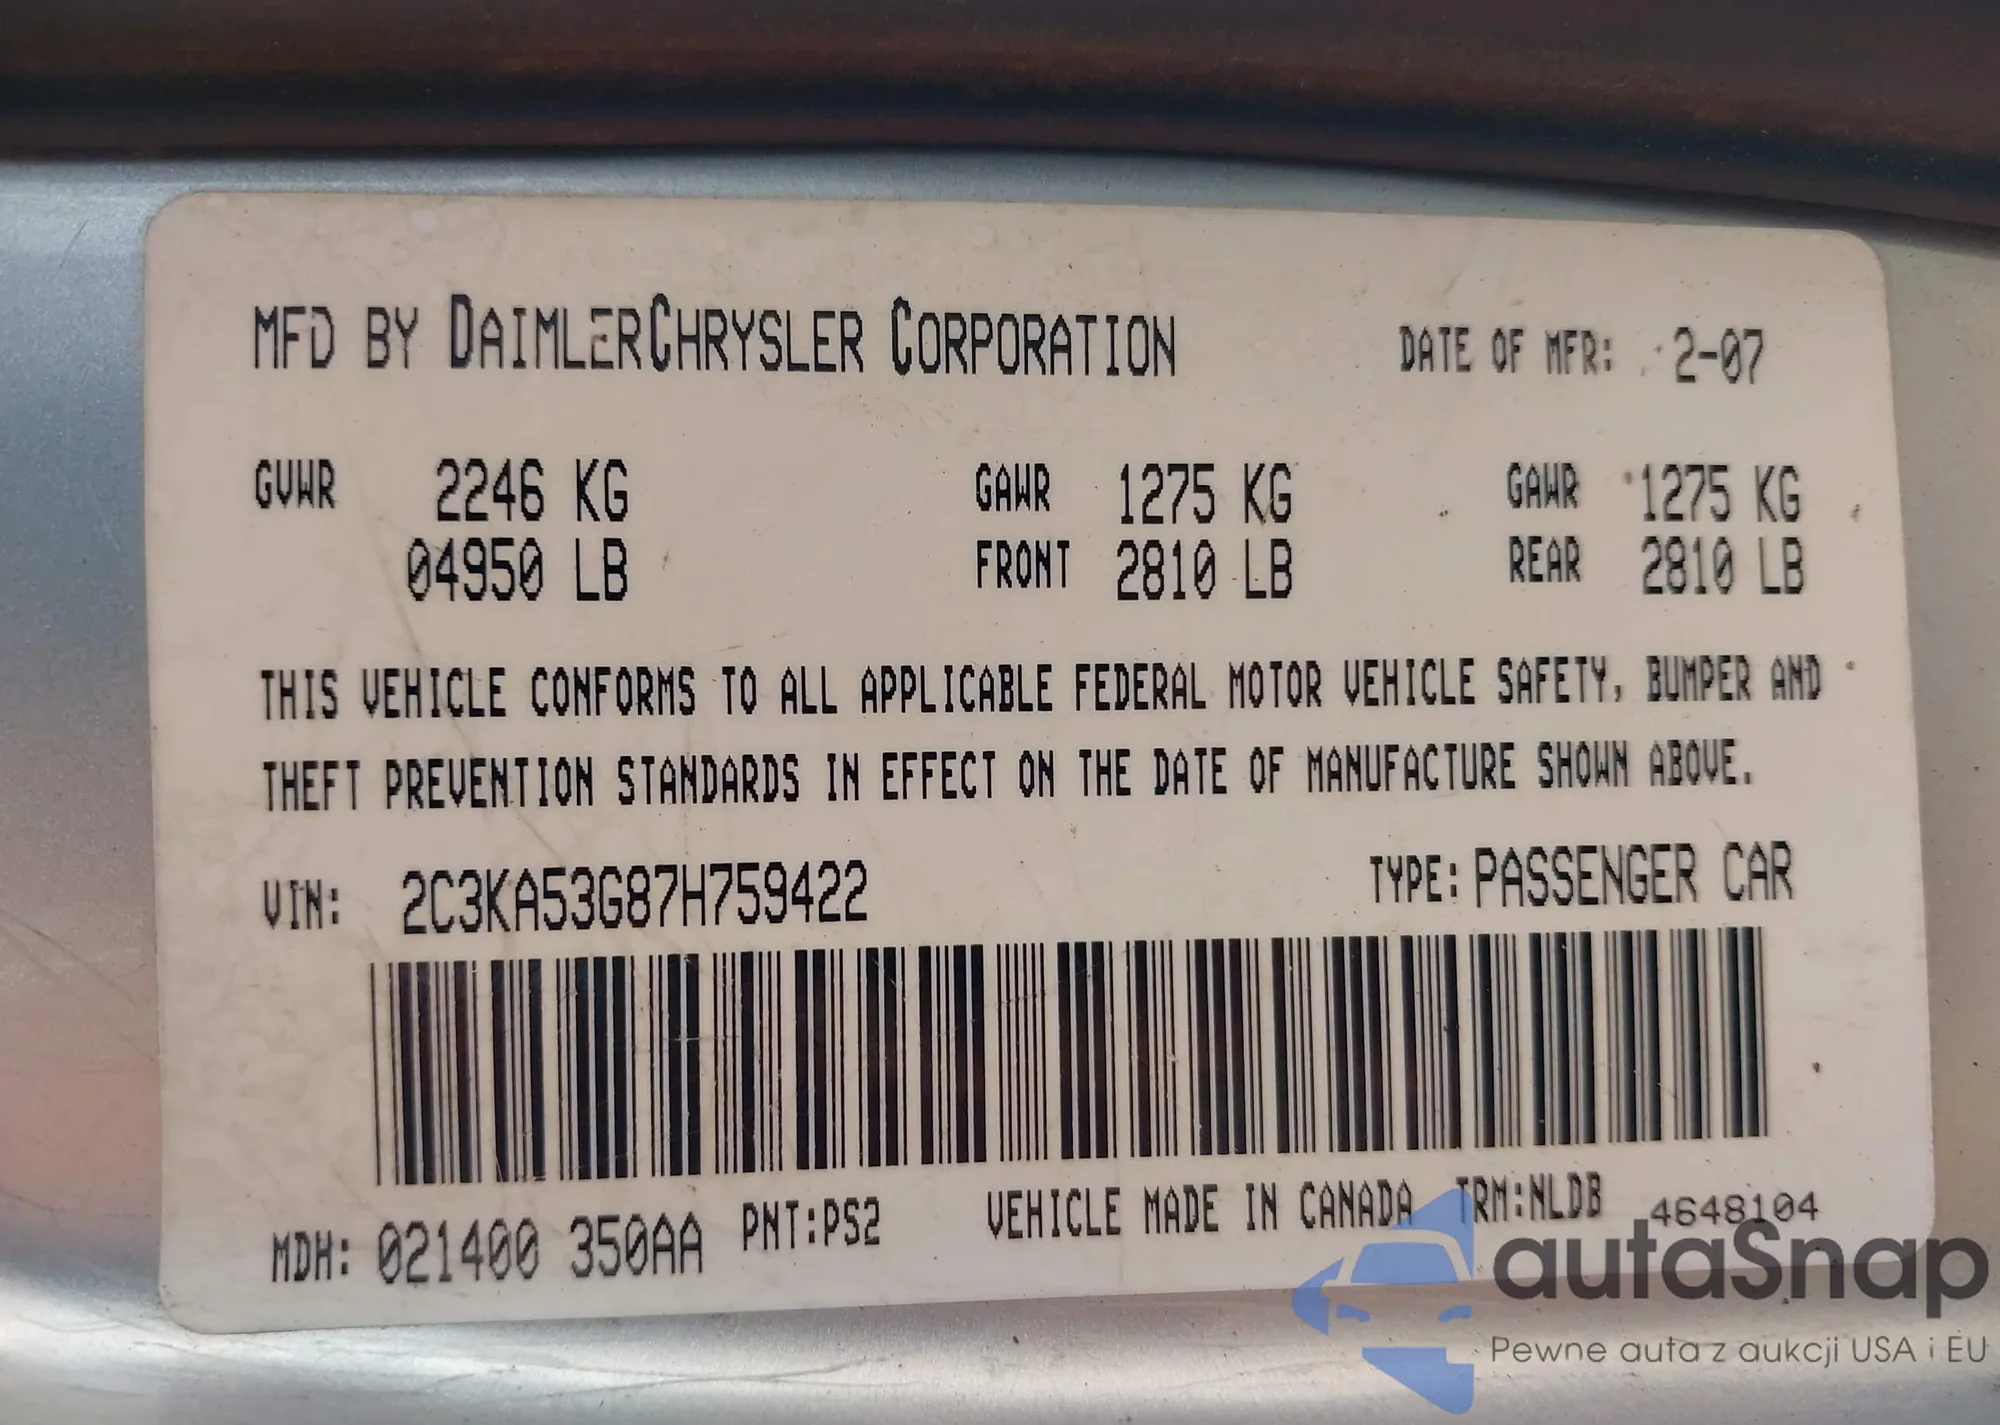 MFD BY DAIMLERCHRYSLER CORPORATION DATE OF MFR: 2-07
GVWR 2246 KG GAWR 1275 KG GAWR 1275 KG
04950 LB FRONT 2810 LB REAR 2810 LB
THIS VEHICLE CONFORMS TO ALL APPLICABLE FEDERAL MOTOR VEHICLE SAFETY, BUMPER AND
THEFT PREVENTION STANDARDS IN EFFECT ON THE DATE OF MANUFACTURE SHOWN ABOVE.
VIN: 2C3KA53G87H759422 TYPE: PASSENGER CAR
MDH: 021400 350AA PNT:PS2 VEHICLE MADE IN CANADA TRM:NLDB 4648104
autaSnap
Pewne auta z aukcji USA i EU